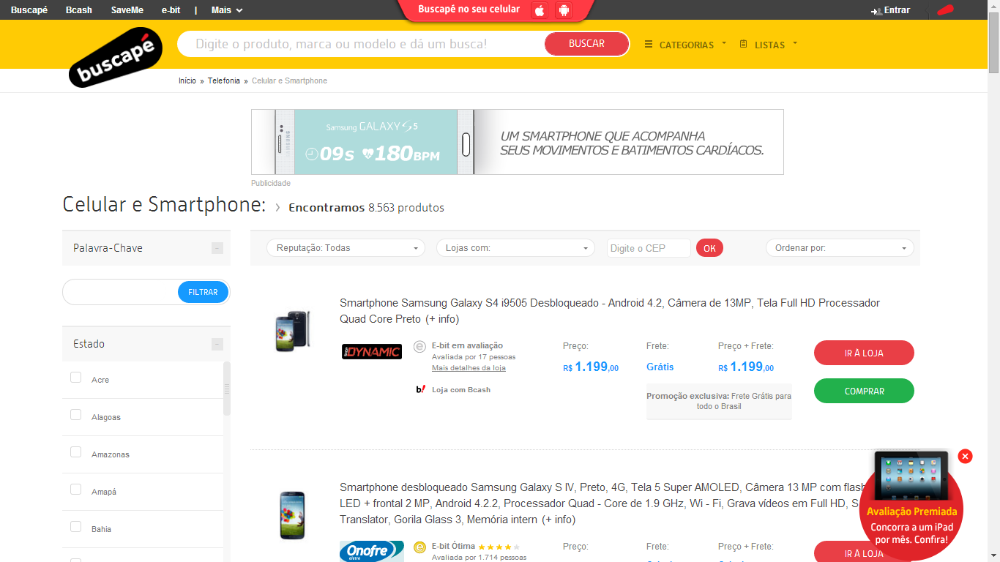 Buscapé Bcash SaveMe e-bit | Mais
Buscapé no seu celular
Entrar
buscapé
Digite o produto, marca ou modelo e dá um busca!
BUSCAR
CATEGORIAS
LISTAS
Início » Telefonia » Celular e Smartphone
SAMSUNG
Samsung GALAXY S5
09s 180BPM
UM SMARTPHONE QUE ACOMPANHA
SEUS MOVIMENTOS E BATIMENTOS CARDÍACOS.
Publicidade
Celular e Smartphone: › Encontramos 8.563 produtos
Palavra-Chave
FILTRAR
Estado
Acre
Alagoas
Amazonas
Amapá
Bahia
Reputação: Todas
Lojas com:
Digite o CEP
OK
Ordenar por:
Smartphone Samsung Galaxy S4 i9505 Desbloqueado - Android 4.2, Câmera de 13MP, Tela Full HD Processador
Quad Core Preto (+ info)
DYNAMIC
E-bit em avaliação
Avaliada por 17 pessoas
Mais detalhes da loja
b! Loja com Bcash
Preço:
R$ 1.199,00
Frete:
Grátis
Preço + Frete:
R$ 1.199,00
Promoção exclusiva: Frete Grátis para
todo o Brasil
IR À LOJA
COMPRAR
Smartphone desbloqueado Samsung Galaxy S IV, Preto, 4G, Tela 5 Super AMOLED, Câmera 13 MP com flash
LED + frontal 2 MP, Android 4.2.2, Processador Quad - Core de 1.9 GHz, Wi - Fi, Grava vídeos em Full HD, S
Translator, Gorila Glass 3, Memória intern (+ info)
Onofre
eletro
E-bit Ótima
Avaliada por 1.714 pessoas
Preço:
Frete:
Preço + Frete:
IR À LOJA
Avaliação Premiada
Concorra a um iPad
por mês. Confira!